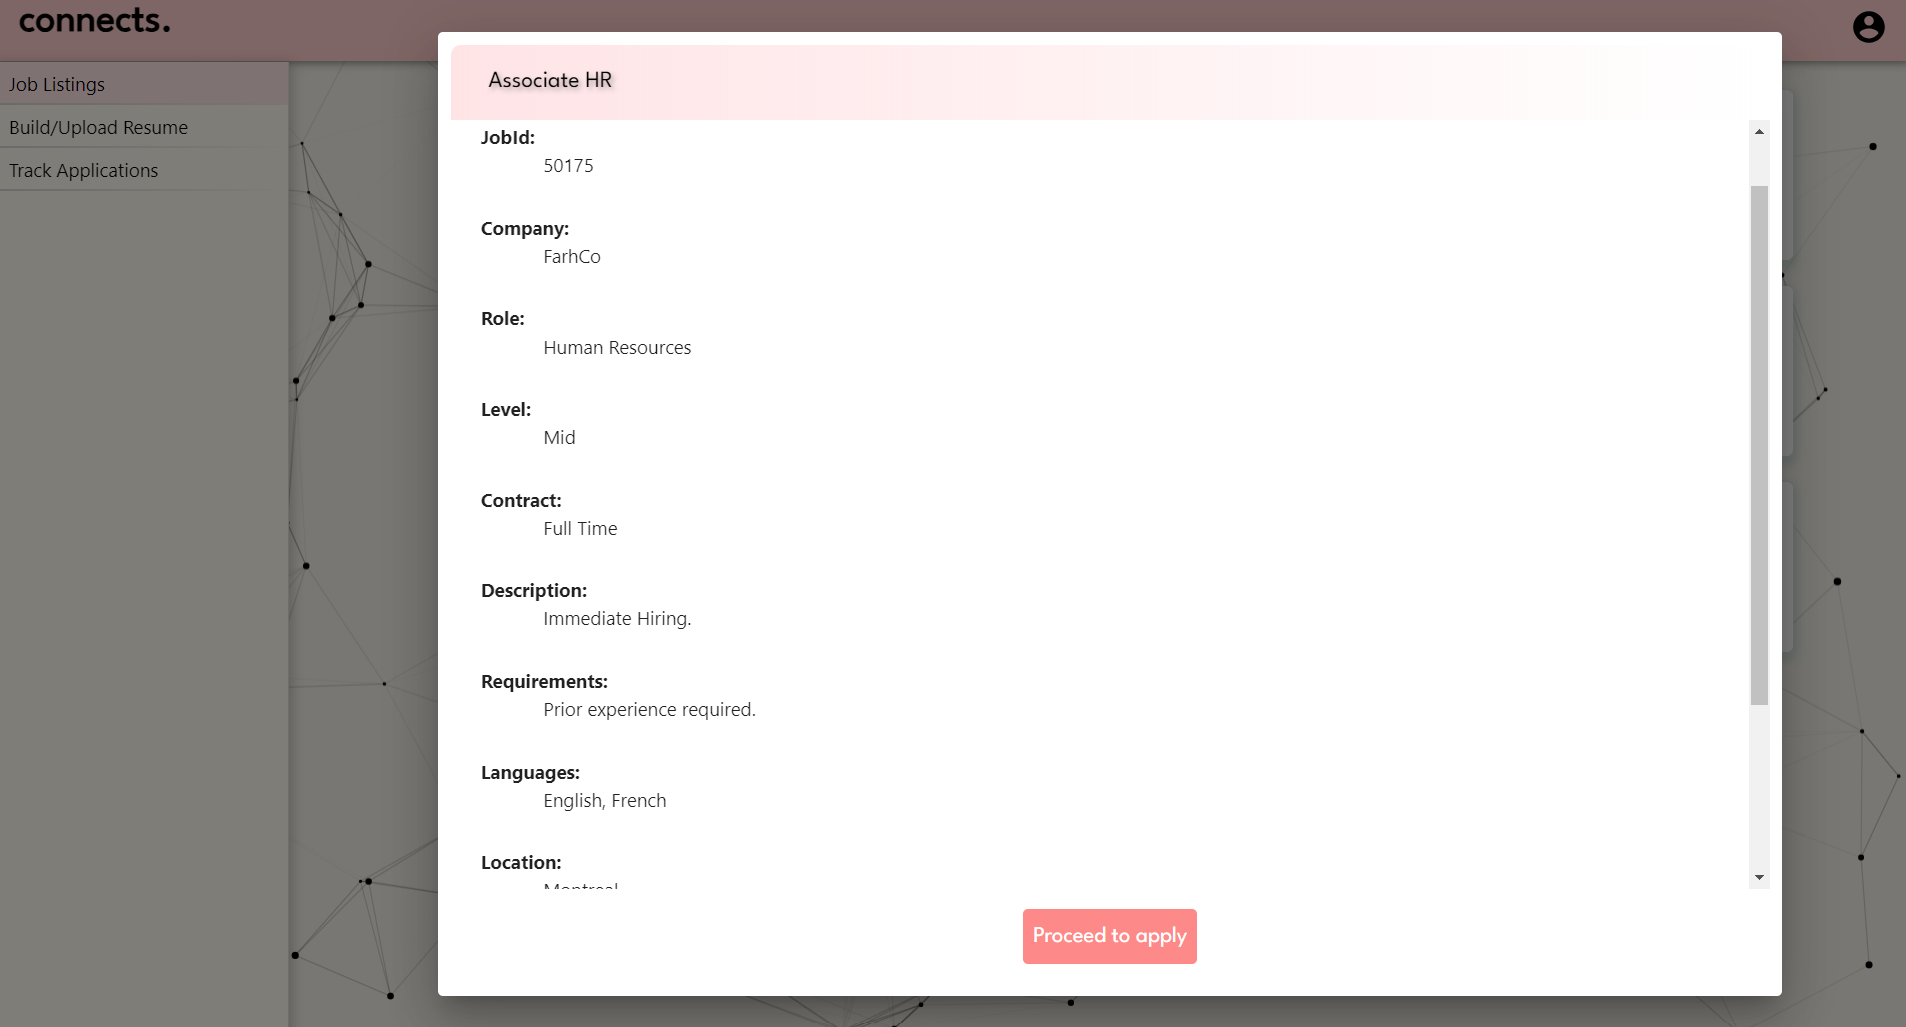 connects.
Job Listings
Build/Upload Resume
Track Applications
Associate HR
JobId:
50175
Company:
FarhCo
Role:
Human Resources
Level:
Mid
Contract:
Full Time
Description:
Immediate Hiring.
Requirements:
Prior experience required.
Languages:
English, French
Location:
Montreal
Proceed to apply